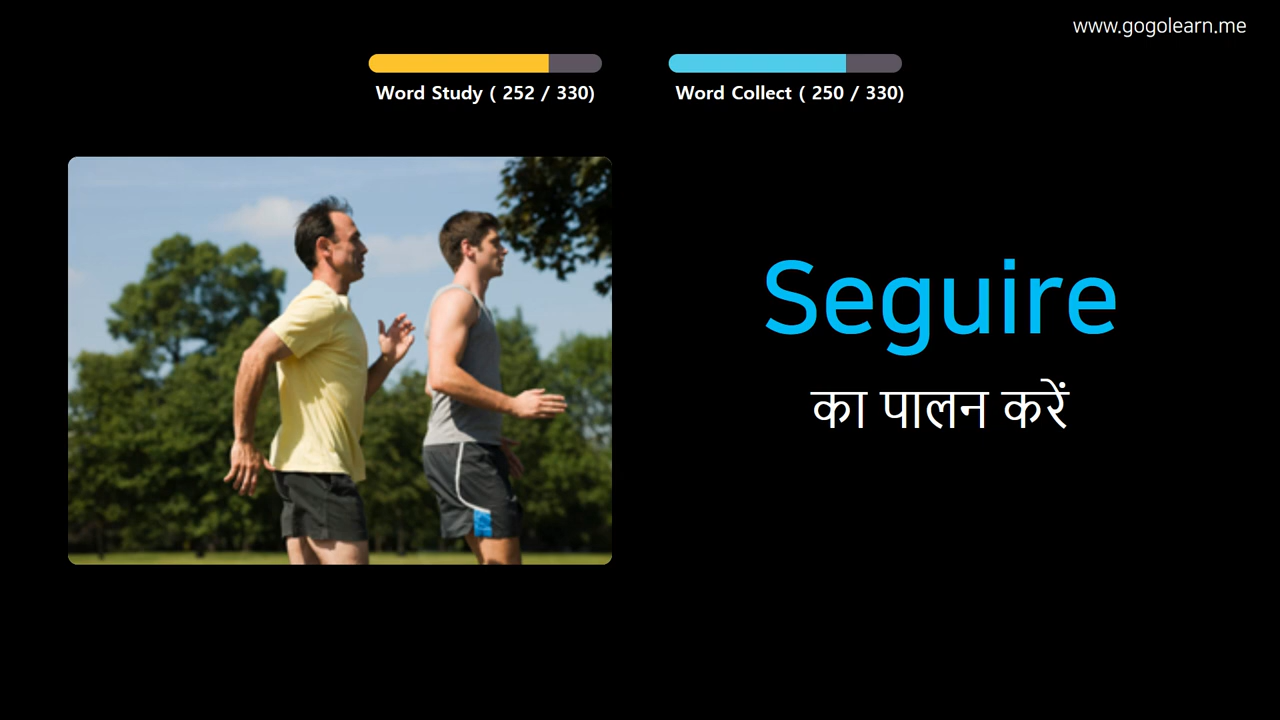 www.gogolearn.me
Word Study ( 252 / 330)
Word Collect ( 250 / 330)
Seguire
का पालन करें